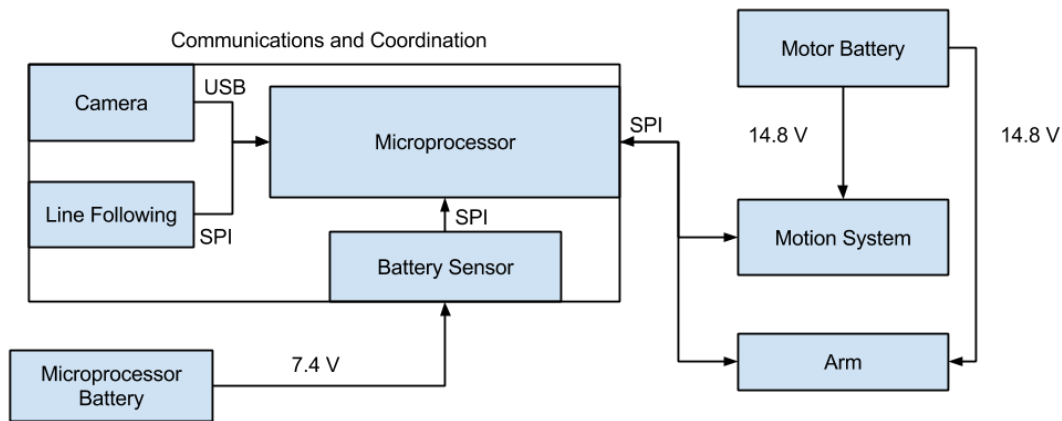 Communications and Coordination
Motor Battery
Camera
USB
Microprocessor
SPI
14.8 V
14.8 V
Line Following
SPI
SPI
Motion System
Battery Sensor
7.4 V
Microprocessor
Battery
Arm